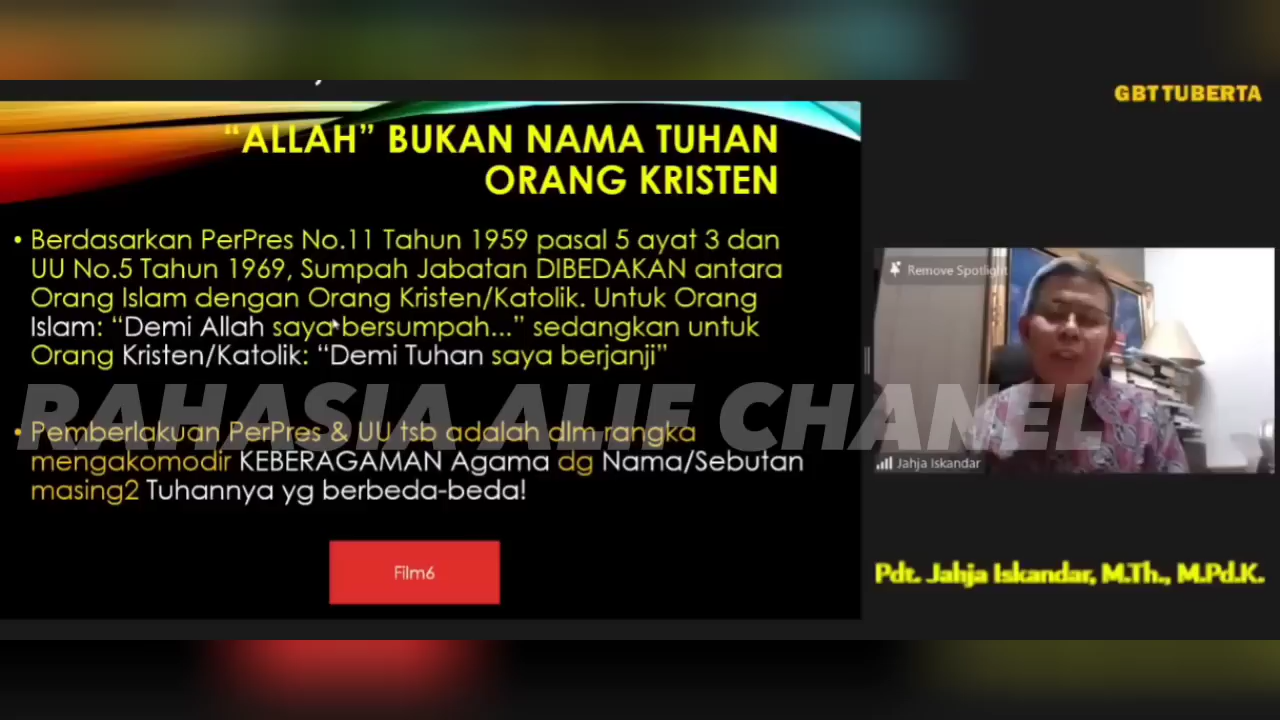 GBT TUBERTA
“ALLAH” BUKAN NAMA TUHAN
ORANG KRISTEN
• Berdasarkan PerPres No.11 Tahun 1959 pasal 5 ayat 3 dan
UU No.5 Tahun 1969, Sumpah Jabatan DIBEDAKAN antara
Orang Islam dengan Orang Kristen/Katolik. Untuk Orang
Islam: “Demi Allah saya bersumpah...” sedangkan untuk
Orang Kristen/Katolik: “Demi Tuhan saya berjanji”
RAHASIA ALIF CHANEL
• Pemberlakuan PerPres & UU tsb adalah dlm rangka
mengakomodir KEBERAGAMAN Agama dg Nama/Sebutan
masing2 Tuhannya yg berbeda-beda!
Film6
Remove Spotlight
Jahja Iskandar
Pdt. Jahja Iskandar, M.Th., M.Pd.K.